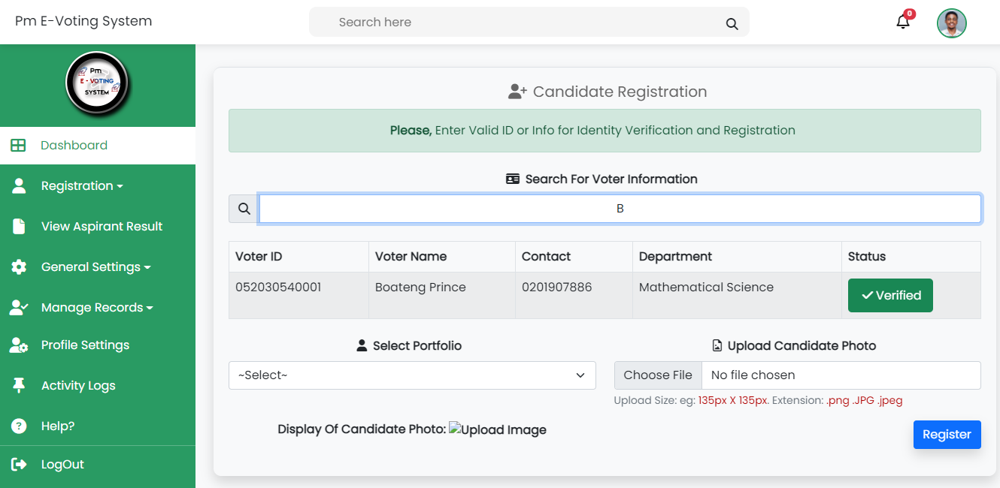 Pm E-Voting System
Search here
0
Pm
E - VOTING
SYSTEM
Dashboard
Registration
View Aspirant Result
General Settings
Manage Records
Profile Settings
Activity Logs
Help?
LogOut
Candidate Registration
Please, Enter Valid ID or Info for Identity Verification and Registration
Search For Voter Information
B
Voter ID Voter Name Contact Department Status
052030540001 Boateng Prince 0201907886 Mathematical Science Verified
Select Portfolio
~Select~
Upload Candidate Photo
Choose File No file chosen
Upload Size: eg: 135px X 135px. Extension: .png .JPG .jpeg
Display Of Candidate Photo: Upload Image
Register